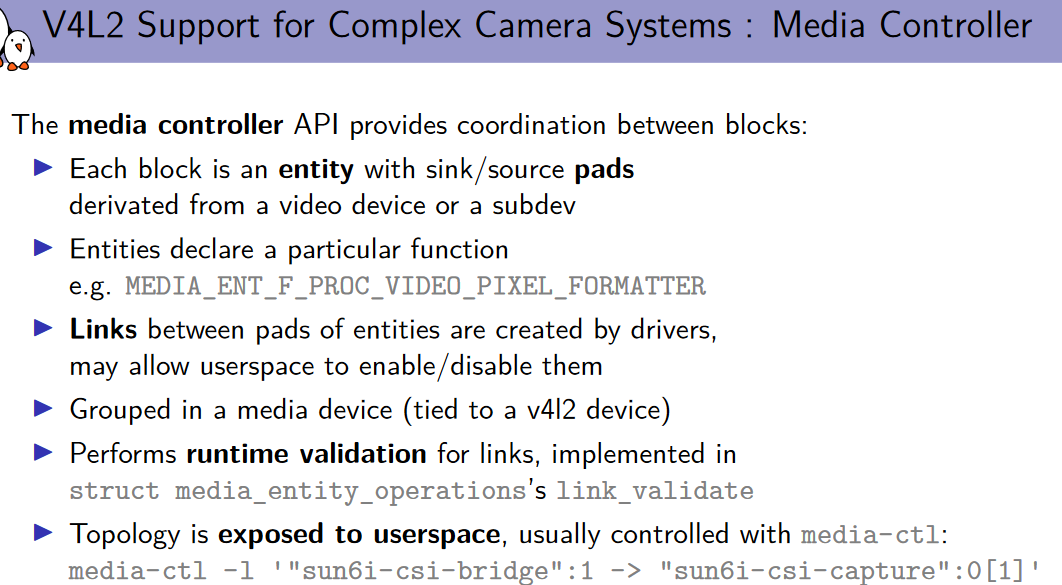 V4L2 Support for Complex Camera Systems : Media Controller
The media controller API provides coordination between blocks:
Each block is an entity with sink/source pads
derivated from a video device or a subdev
Entities declare a particular function
e.g. MEDIA_ENT_F_PROC_VIDEO_PIXEL_FORMATTER
Links between pads of entities are created by drivers,
may allow userspace to enable/disable them
Grouped in a media device (tied to a v4l2 device)
Performs runtime validation for links, implemented in
struct media_entity_operations's link_validate
Topology is exposed to userspace, usually controlled with media-ctl:
media-ctl -l '"sun6i-csi-bridge":1 -> "sun6i-csi-capture":0[1]'